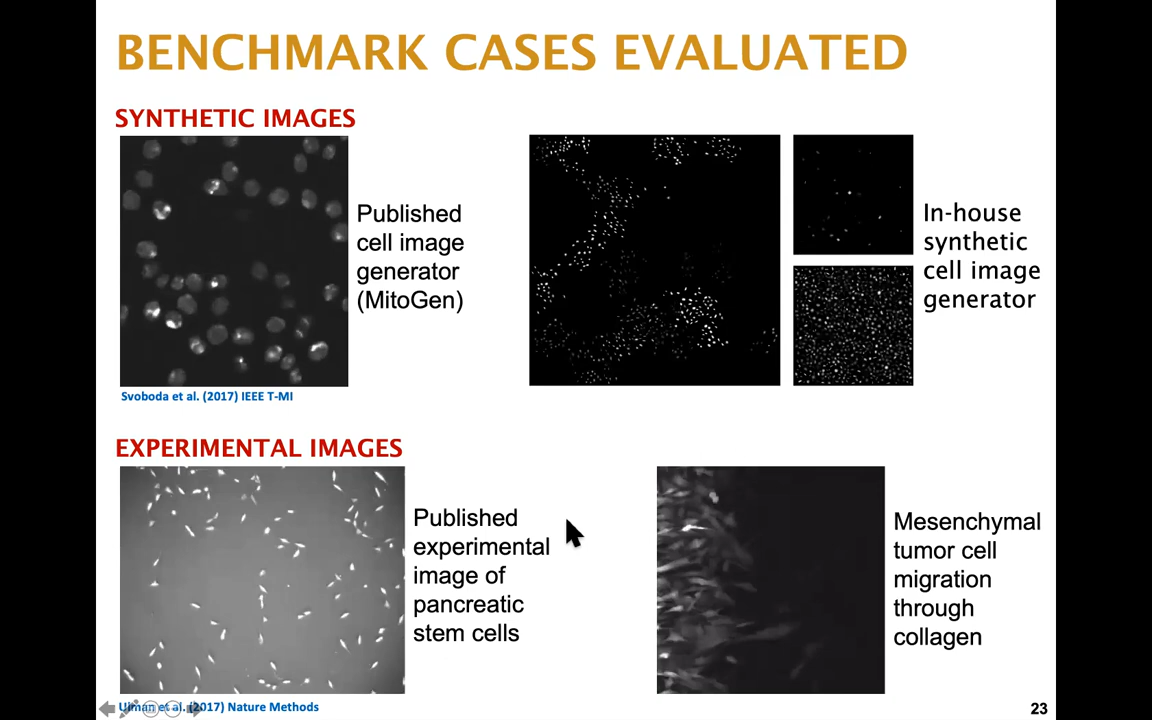 BENCHMARK CASES EVALUATED
SYNTHETIC IMAGES
Published
cell image
generator
(MitoGen)
In-house
synthetic
cell image
generator
Svoboda et al. (2017) IEEE T-MI
EXPERIMENTAL IMAGES
Published
experimental
image of
pancreatic
stem cells
Mesenchymal
tumor cell
migration
through
collagen
et al. (2017) Nature Methods
23